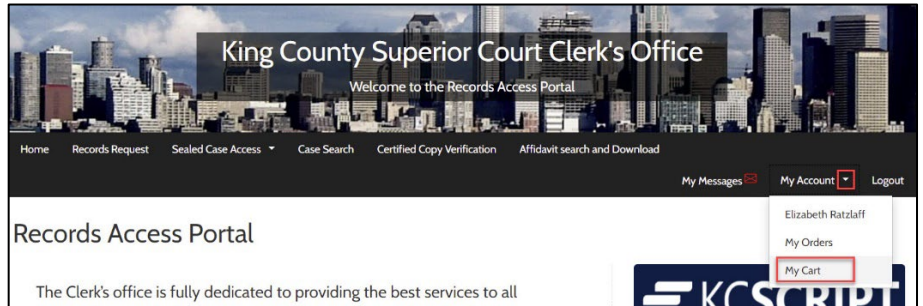 King County Superior Court Clerk's Office
Welcome to the Records Access Portal
Home Records Request Sealed Case Access Case Search Certified Copy Verification Affidavit search and Download
My Messages My Account Logout
Elizabeth Ratzlaff
My Orders
My Cart
Records Access Portal
The Clerk's office is fully dedicated to providing the best services to all
KCSCRIPT